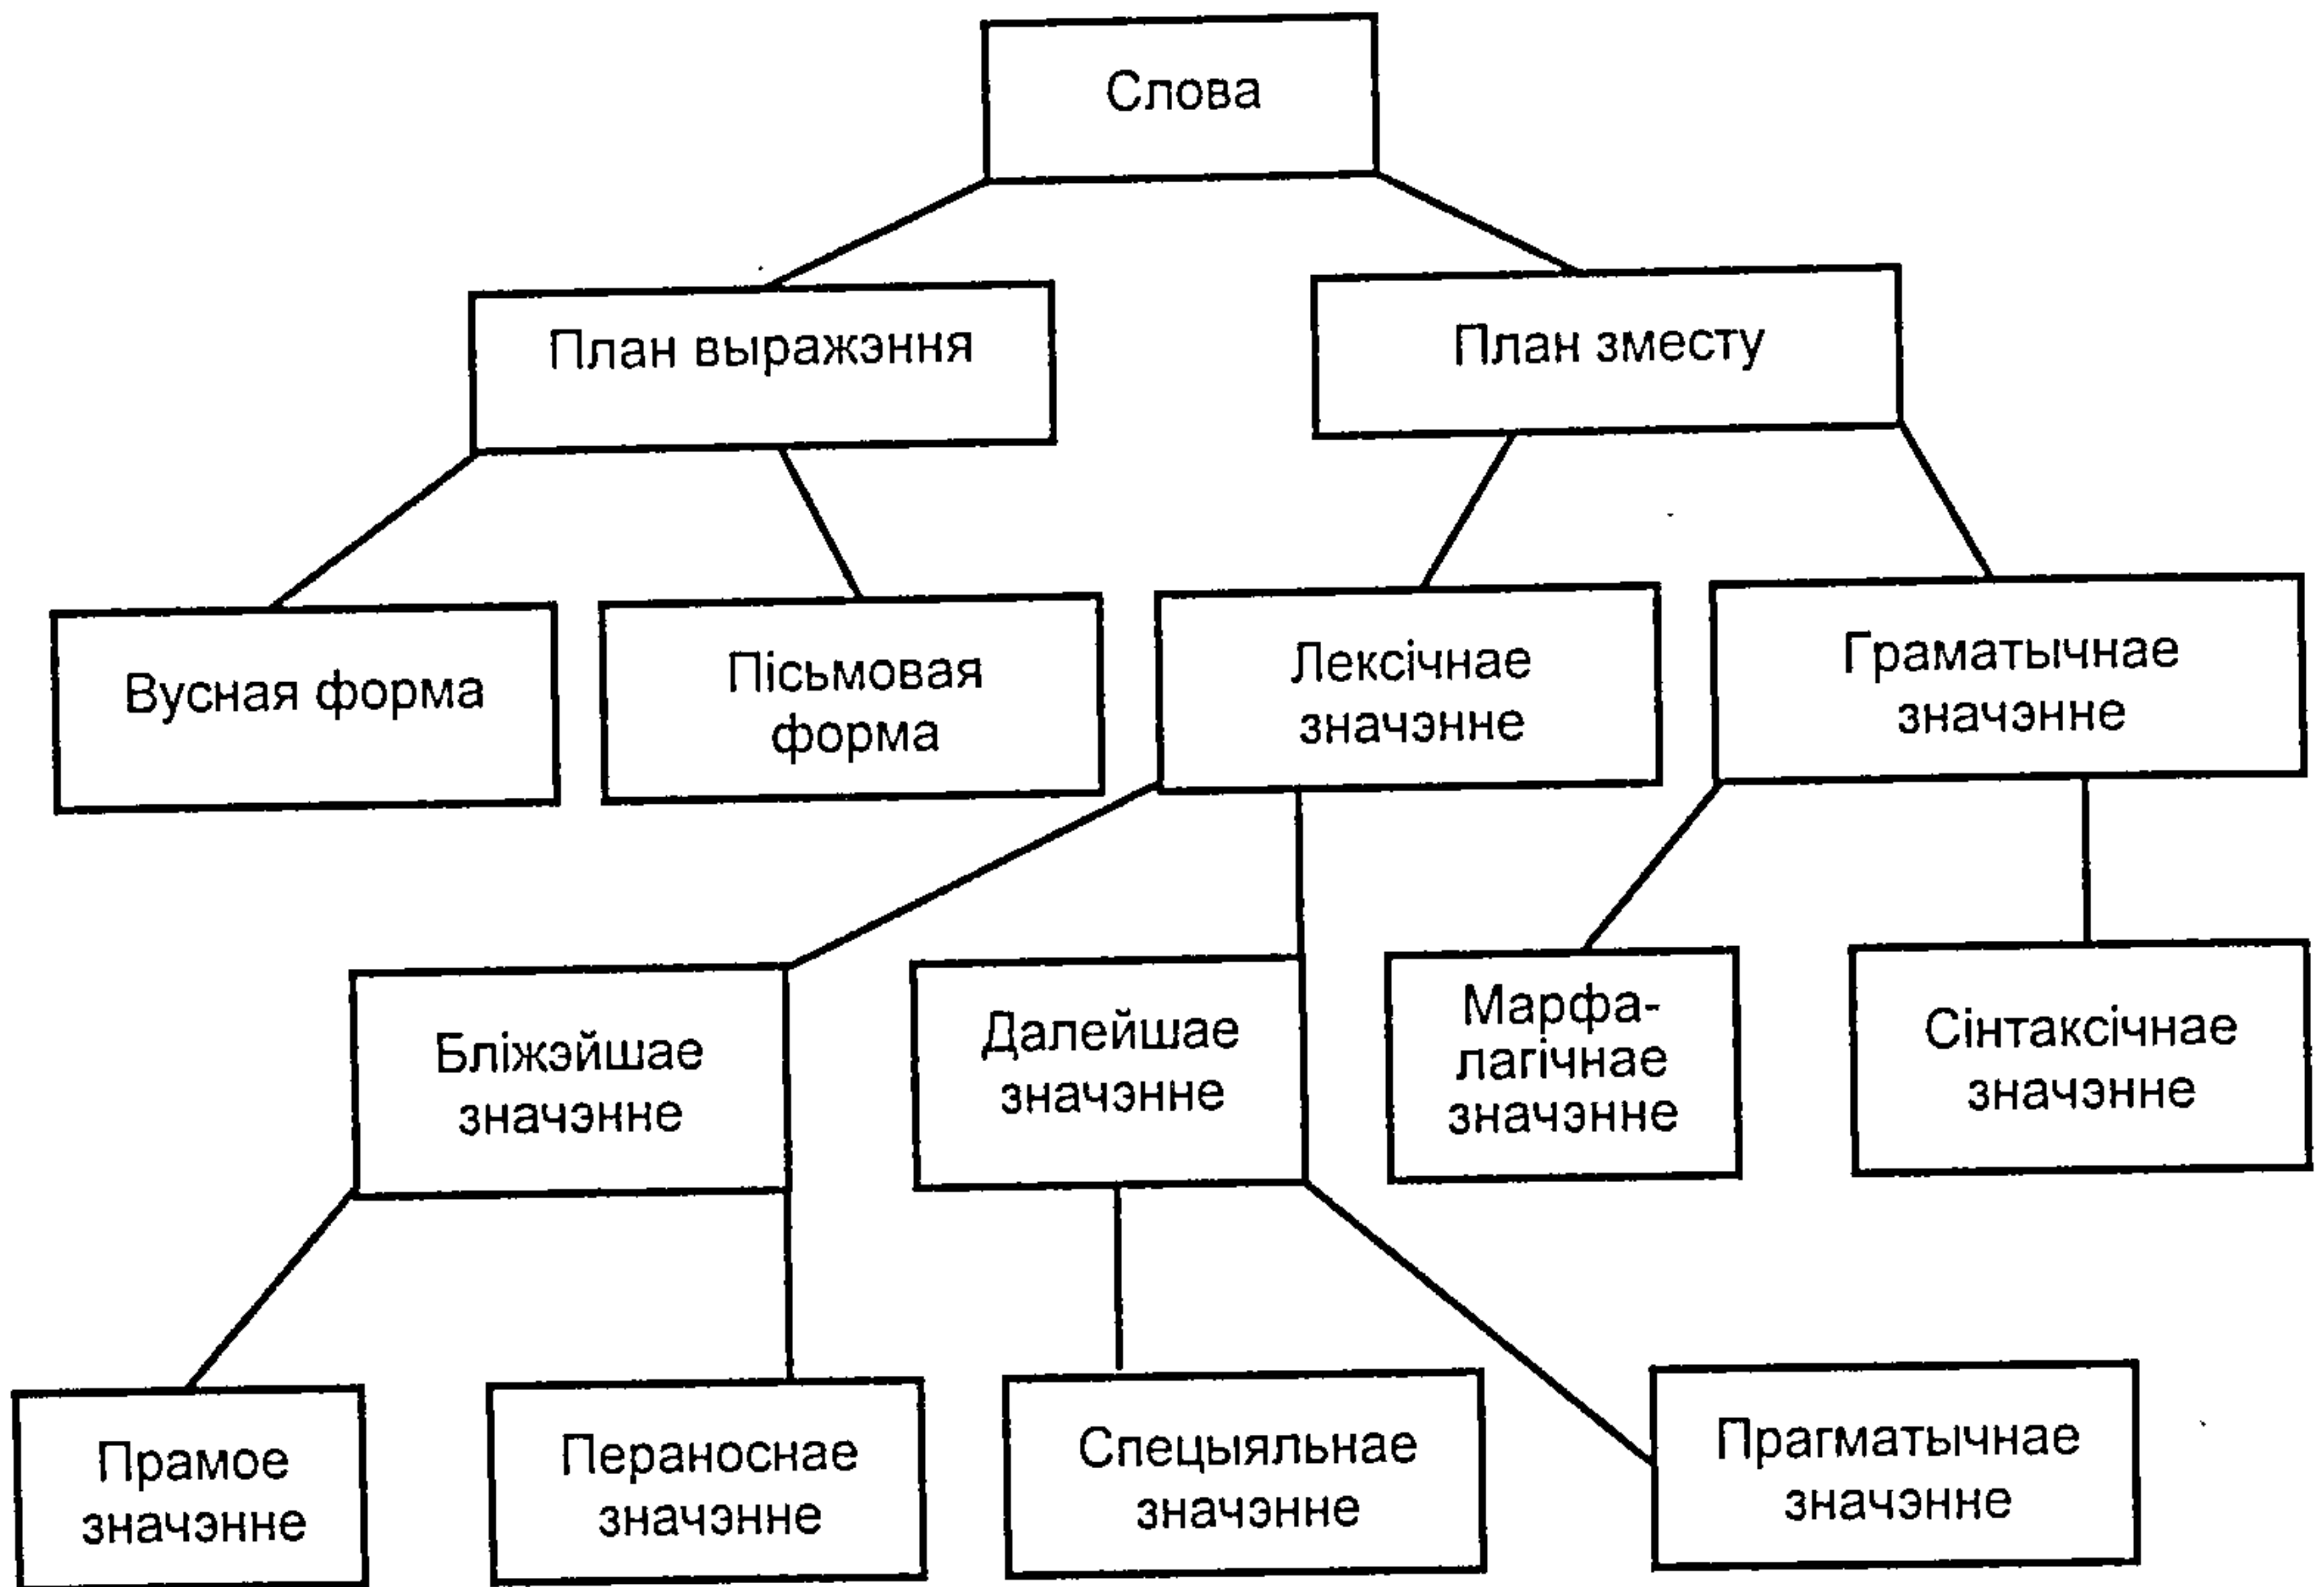 Слова
План выражэння
План зместу
Вусная форма
Пісьмовая
форма
Лексічнае
значэнне
Граматычнае
значэнне
Бліжэйшае
значэнне
Далейшае
значэнне
Марфа-
лагічнае
значэнне
Сінтаксічнае
значэнне
Прамое
значэнне
Пераноснае
значэнне
Спецыяльнае
значэнне
Прагматычнае
значэнне